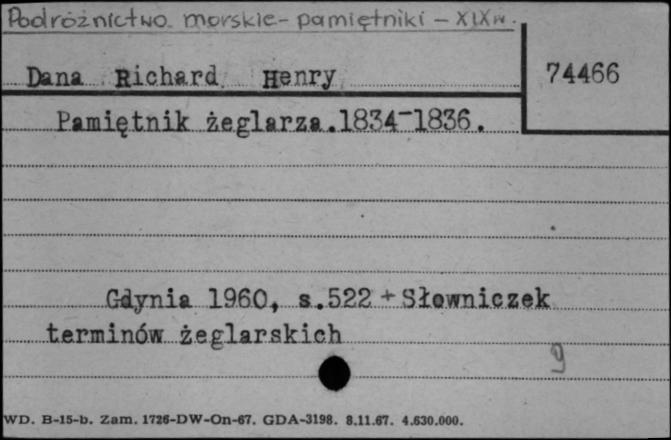 Podróżnictwo morskie - pamiętniki - XIXw.
Dana Richard Henry
74466
Pamiętnik żeglarza.1834-1836.
Gdynia 1960, s.522 + Słowniczek
terminów żeglarskich
9
WD. B-15-b. Zam. 1726-DW-On-67. GDA-3198. 8.11.67. 4.630.000.